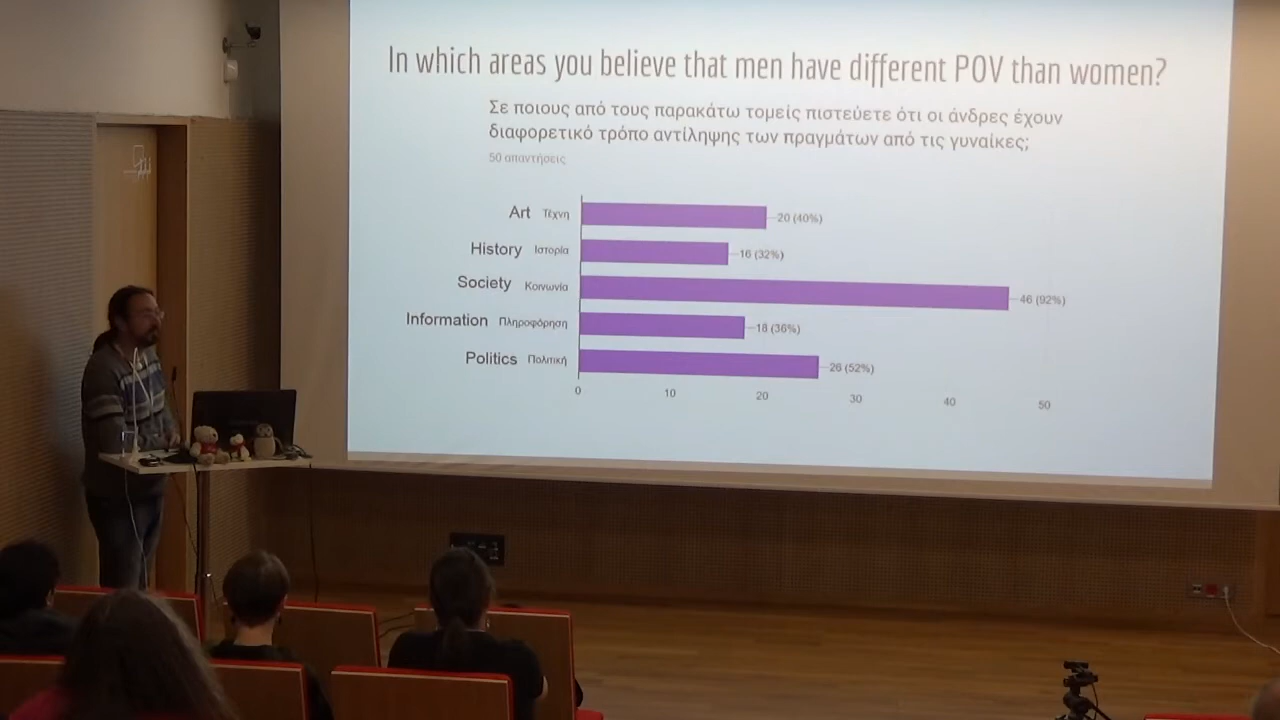 In which areas you believe that men have different POV than women?
Σε ποιους από τους παρακάτω τομείς πιστεύετε ότι οι άνδρες έχουν
διαφορετικό τρόπο αντίληψης των πραγμάτων από τις γυναίκες;
50 απαντήσεις
Art Τέχνη 20 (40%)
History Ιστορία 16 (32%)
Society Κοινωνία 46 (92%)
Information Πληροφόρηση 18 (36%)
Politics Πολιτική 26 (52%)
0 10 20 30 40 50